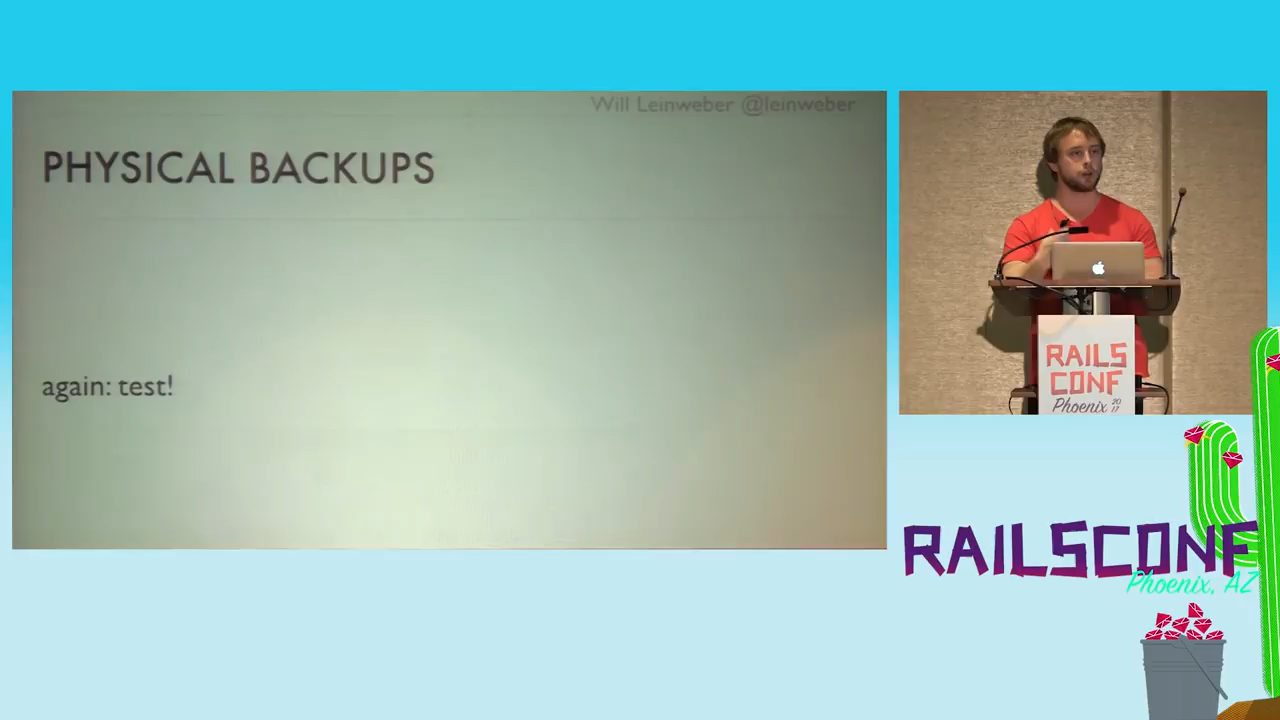 Will Leinweber @leinweber
PHYSICAL BACKUPS
again: test!
RAILS
CONF
Phoenix 2017
RAILSCONF
Phoenix, AZ